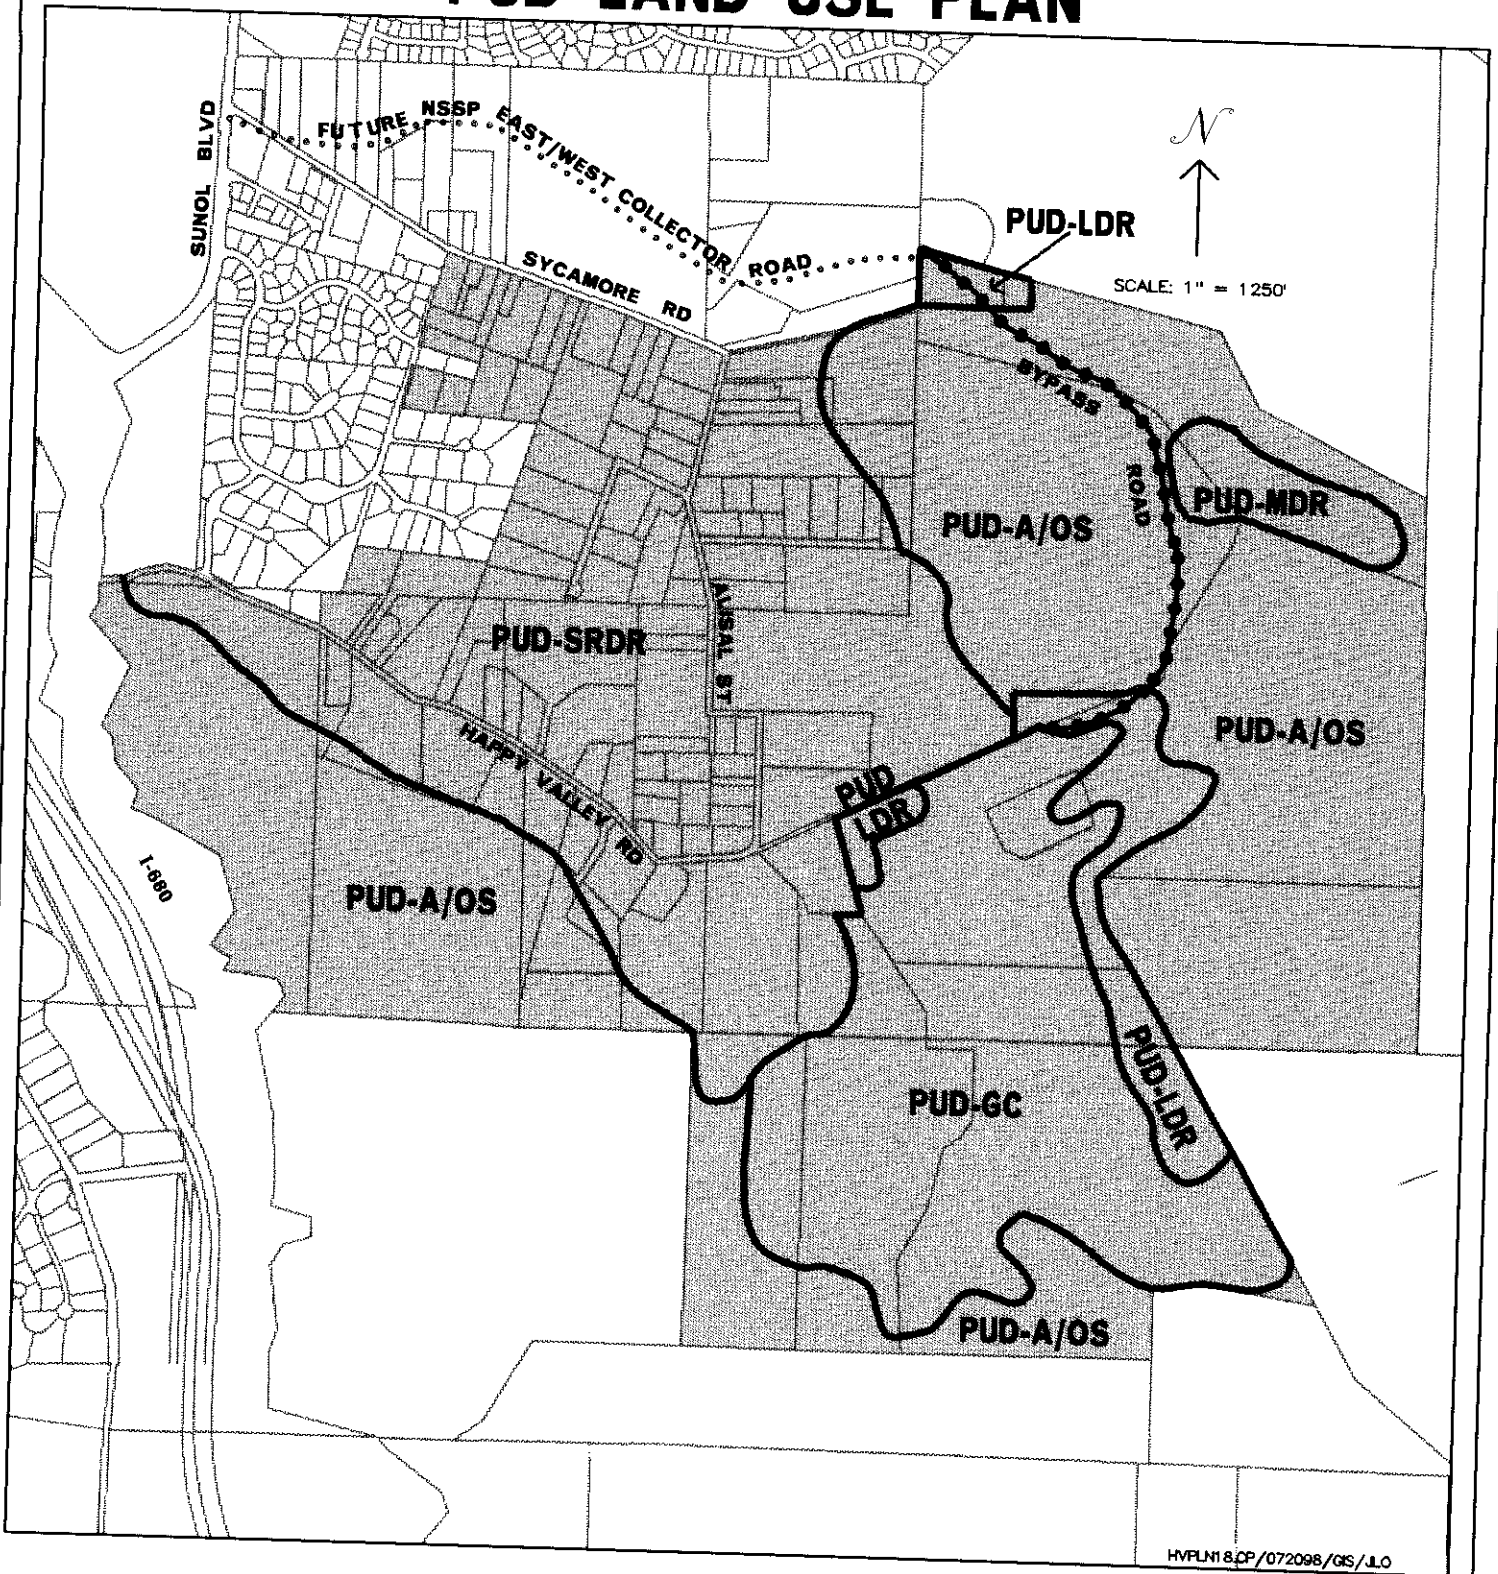 PUD LAND USE PLAN
SUNOL BLVD
FUTURE NSSP EAST/WEST COLLECTOR ROAD
SYCAMORE RD
N
PUD-LDR
SCALE: 1" = 1250'
BYPASS ROAD
PUD-MDR
PUD-A/OS
PUD-SRDR
ALISAL ST
PUD-A/OS
HAPPY VALLEY RD
PUD
LDR
I-680
PUD-A/OS
PUD-LDR
PUD-GC
PUD-A/OS
HVPLN18.CP/072098/GIS/JLO